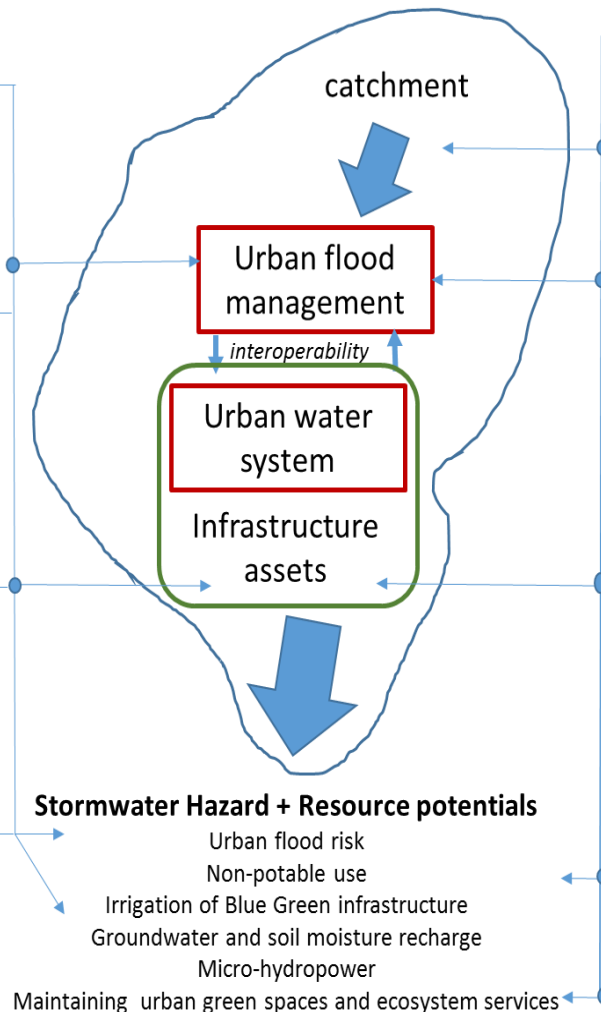 catchment
Urban flood
management
interoperability
Urban water
system
Infrastructure
assets
Stormwater Hazard + Resource potentials
Urban flood risk
Non-potable use
Irrigation of Blue Green infrastructure
Groundwater and soil moisture recharge
Micro-hydropower
Maintaining urban green spaces and ecosystem services